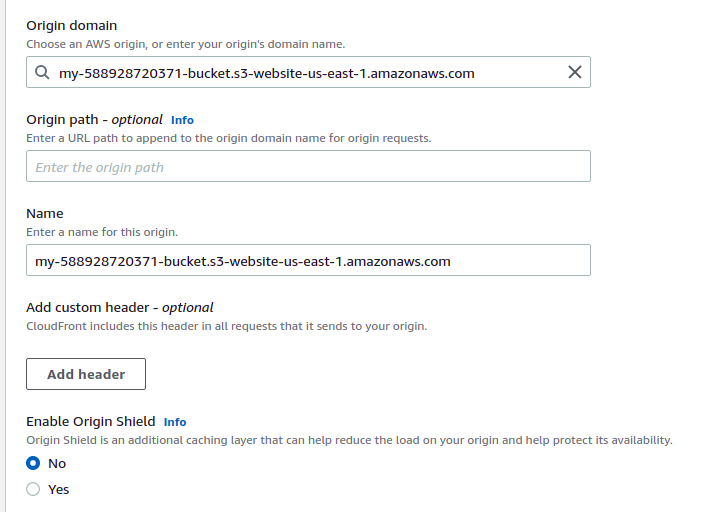 Origin domain
Choose an AWS origin, or enter your origin's domain name.
my-588928720371-bucket.s3-website-us-east-1.amazonaws.com
Origin path - optional Info
Enter a URL path to append to the origin domain name for origin requests.
Enter the origin path
Name
Enter a name for this origin.
my-588928720371-bucket.s3-website-us-east-1.amazonaws.com
Add custom header - optional
CloudFront includes this header in all requests that it sends to your origin.
Add header
Enable Origin Shield Info
Origin Shield is an additional caching layer that can help reduce the load on your origin and help protect its availability.
No
Yes